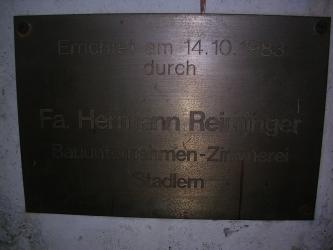 Errichtet am 14.10.1983
durch
Fa. Hermann Reiminger
Bauunternehmen-Zimmerei
Stadlern